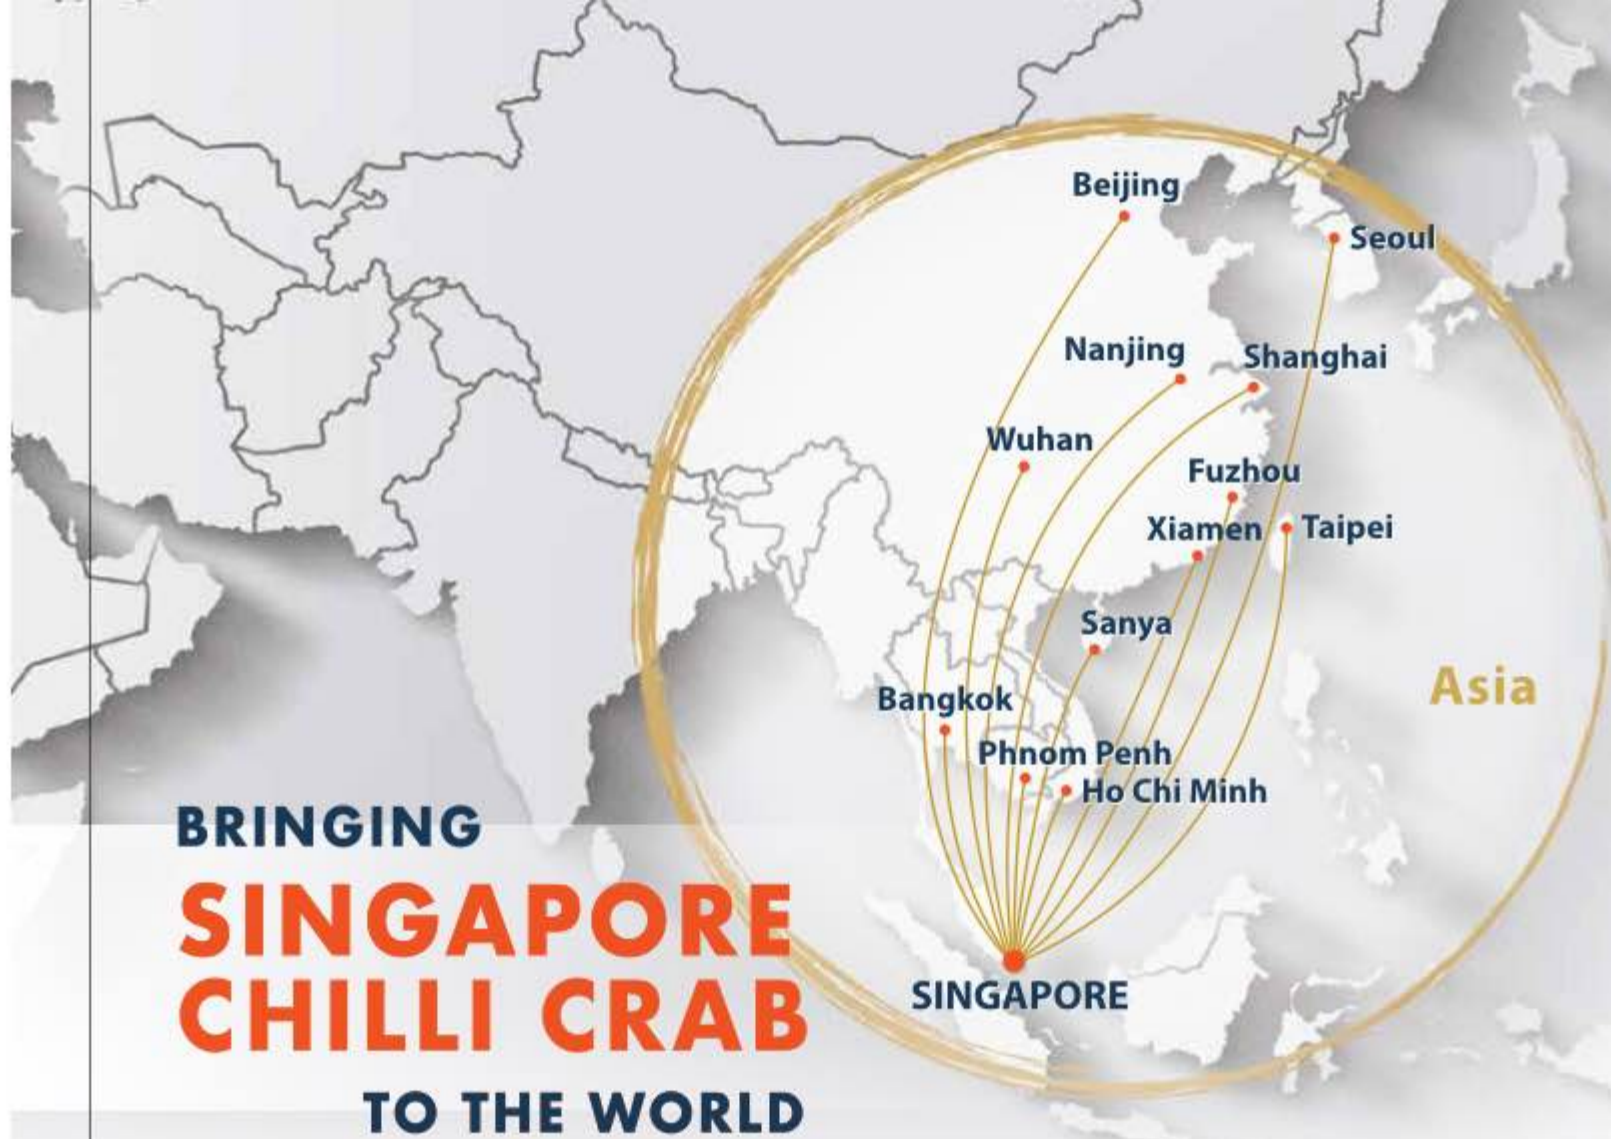 Beijing
Seoul
Nanjing
Shanghai
Wuhan
Fuzhou
Xiamen
Taipei
Sanya
Asia
Bangkok
Phnom Penh
Ho Chi Minh
SINGAPORE
BRINGING
SINGAPORE
CHILLI CRAB
TO THE WORLD